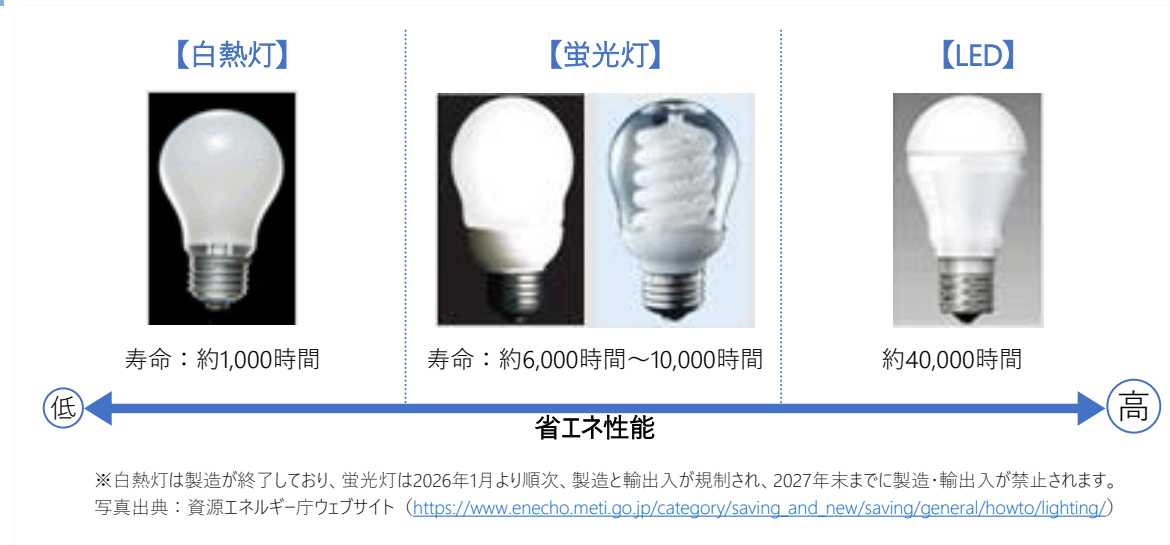 【白熱灯】
【蛍光灯】
【LED】
寿命：約1,000時間
寿命：約6,000時間～10,000時間
約40,000時間
低
高
省エネ性能
※白熱灯は製造が終了しており、蛍光灯は2026年1月より順次、製造と輸出入が規制され、2027年末までに製造・輸出入が禁止されます。
写真出典：資源エネルギー庁ウェブサイト（https://www.enecho.meti.go.jp/category/saving_and_new/saving/general/howto/lighting/）